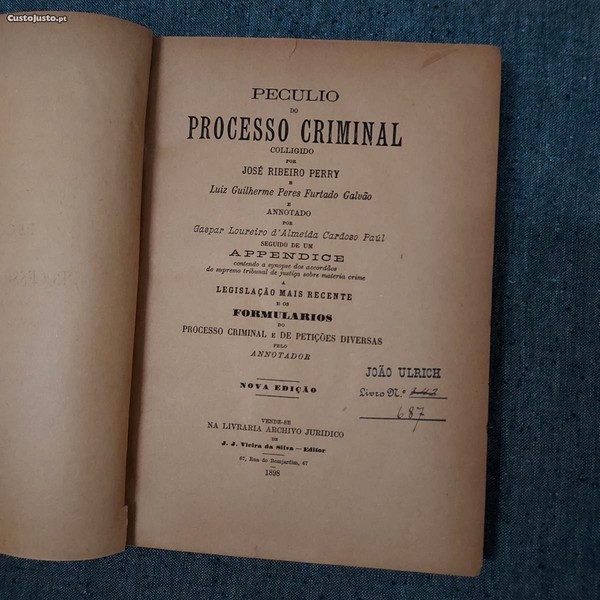 CustoJusto.pt
PECULIO
DO
PROCESSO CRIMINAL
COLLIGIDO
POR
JOSÉ RIBEIRO PERRY
E
Luiz Guilherme Peres Furtado Galvão
E
ANNOTADO
POR
Gaspar Loureiro d'Almeida Cardoso Paúl
SEGUIDO DE UM
APPENDICE
contendo a synopse dos accordãos
do supremo tribunal de justiça sobre materia crime
A
LEGISLAÇÃO MAIS RECENTE
E OS
FORMULARIOS
DO
PROCESSO CRIMINAL E DE PETIÇÕES DIVERSAS
PELO
ANNOTADOR
NOVA EDIÇÃO
JOÃO ULRICH
Livro N.º
687
VENDE-SE
NA LIVRARIA ARCHIVO JURIDICO
DE
J. J. Vieira da Silva — Editor
67, Rua do Bomjardim, 67
1898